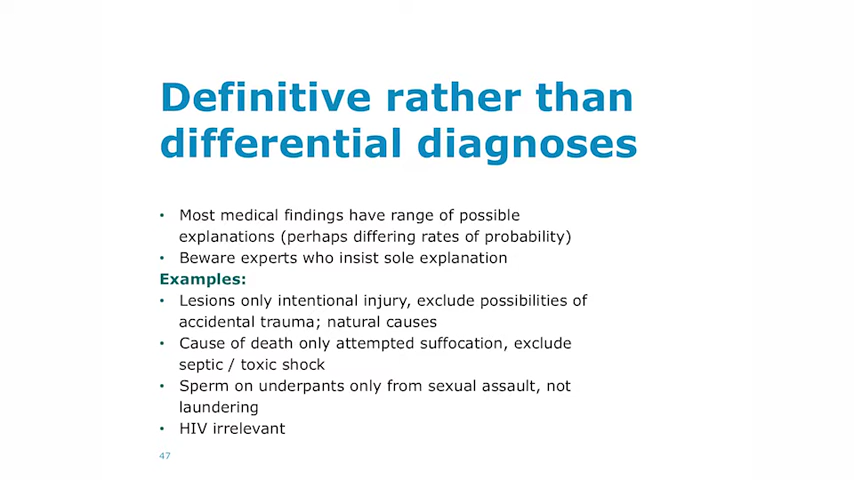 Definitive rather than
differential diagnoses
• Most medical findings have range of possible
explanations (perhaps differing rates of probability)
• Beware experts who insist sole explanation
Examples:
• Lesions only intentional injury, exclude possibilities of
accidental trauma; natural causes
• Cause of death only attempted suffocation, exclude
septic / toxic shock
• Sperm on underpants only from sexual assault, not
laundering
• HIV irrelevant
47